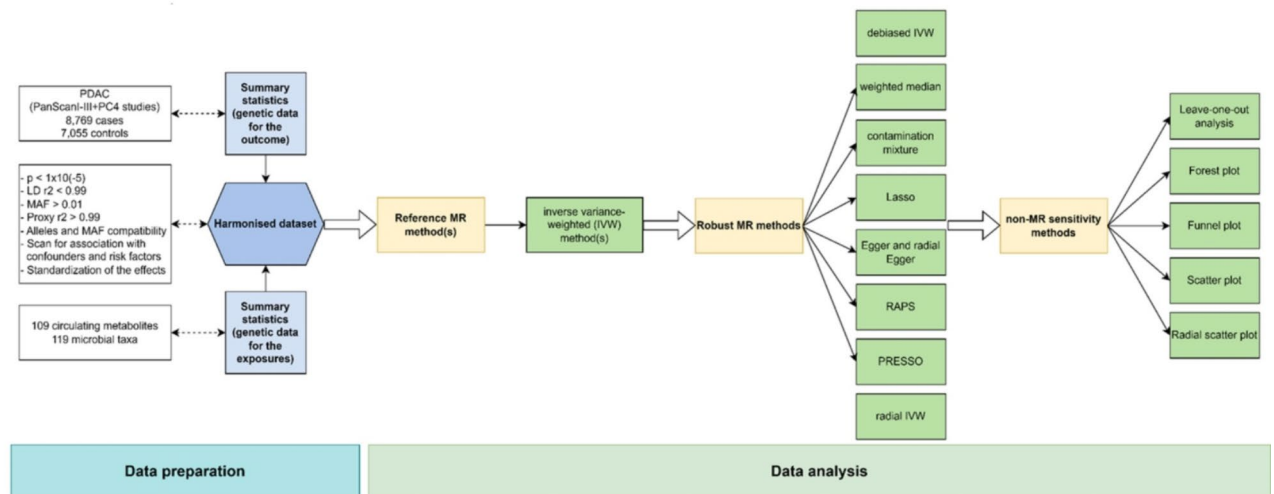 PDAC
(PanScanI-III+PC4 studies)
8,769 cases
7,055 controls
Summary
statistics
(genetic data
for the
outcome)
- p < 1x10(-5)
- LD r2 < 0.99
- MAF > 0.01
- Proxy r2 > 0.99
- Alleles and MAF compatibility
- Scan for association with
confounders and risk factors
- Standardization of the effects
Harmonised dataset
109 circulating metabolites
119 microbial taxa
Summary
statistics
(genetic data
for the
exposures)
Reference MR
method(s)
inverse variance-
weighted (IVW)
method(s)
Robust MR methods
debiased IVW
weighted median
contamination
mixture
Lasso
Egger and radial
Egger
RAPS
PRESSO
radial IVW
non-MR sensitivity
methods
Leave-one-out
analysis
Forest plot
Funnel plot
Scatter plot
Radial scatter plot
Data preparation
Data analysis